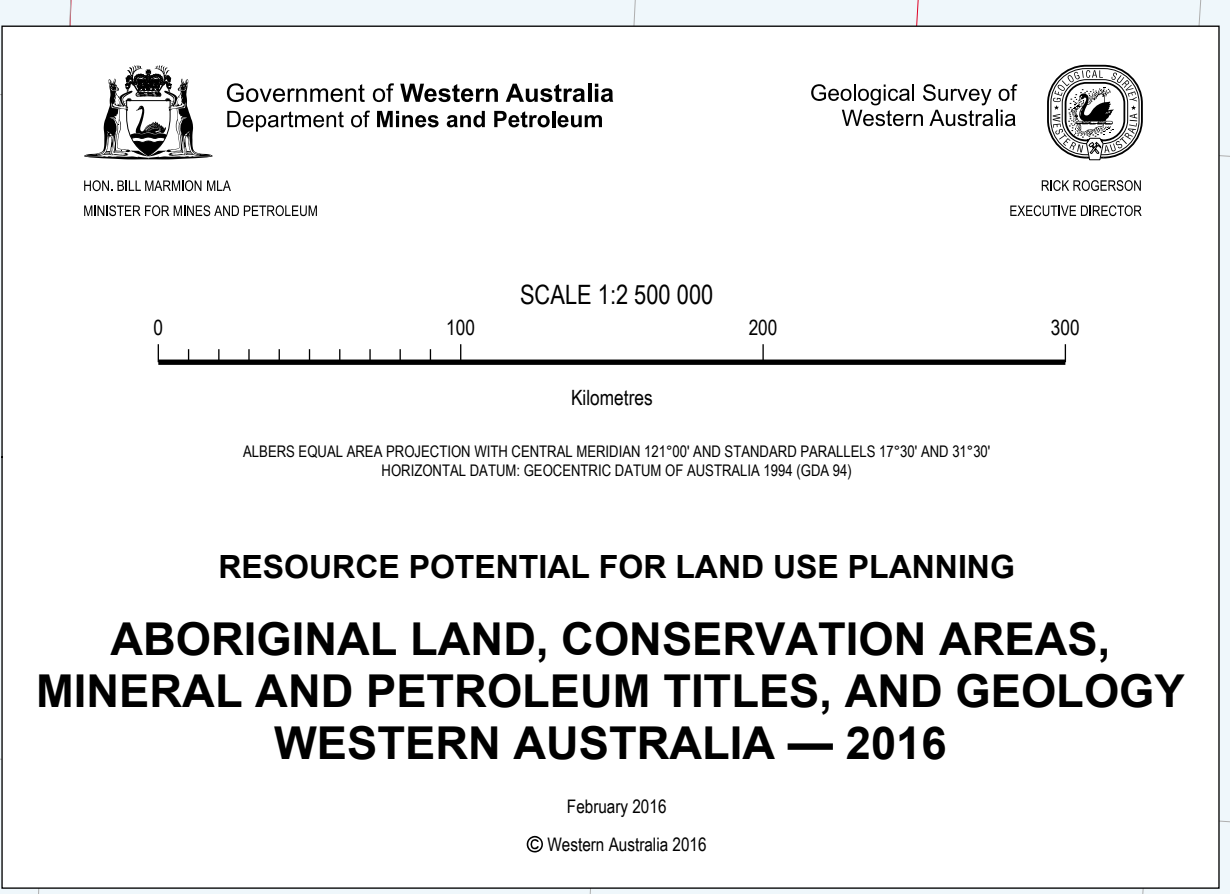 Government of Western Australia
Department of Mines and Petroleum
HON. BILL MARMION MLA
MINISTER FOR MINES AND PETROLEUM
Geological Survey of
Western Australia
GEOLOGICAL SURVEY
WESTERN AUSTRALIA
RICK ROGERSON
EXECUTIVE DIRECTOR
SCALE 1:2 500 000
0 100 200 300
Kilometres
ALBERS EQUAL AREA PROJECTION WITH CENTRAL MERIDIAN 121°00' AND STANDARD PARALLELS 17°30' AND 31°30'
HORIZONTAL DATUM: GEOCENTRIC DATUM OF AUSTRALIA 1994 (GDA 94)
RESOURCE POTENTIAL FOR LAND USE PLANNING
ABORIGINAL LAND, CONSERVATION AREAS,
MINERAL AND PETROLEUM TITLES, AND GEOLOGY
WESTERN AUSTRALIA — 2016
February 2016
© Western Australia 2016